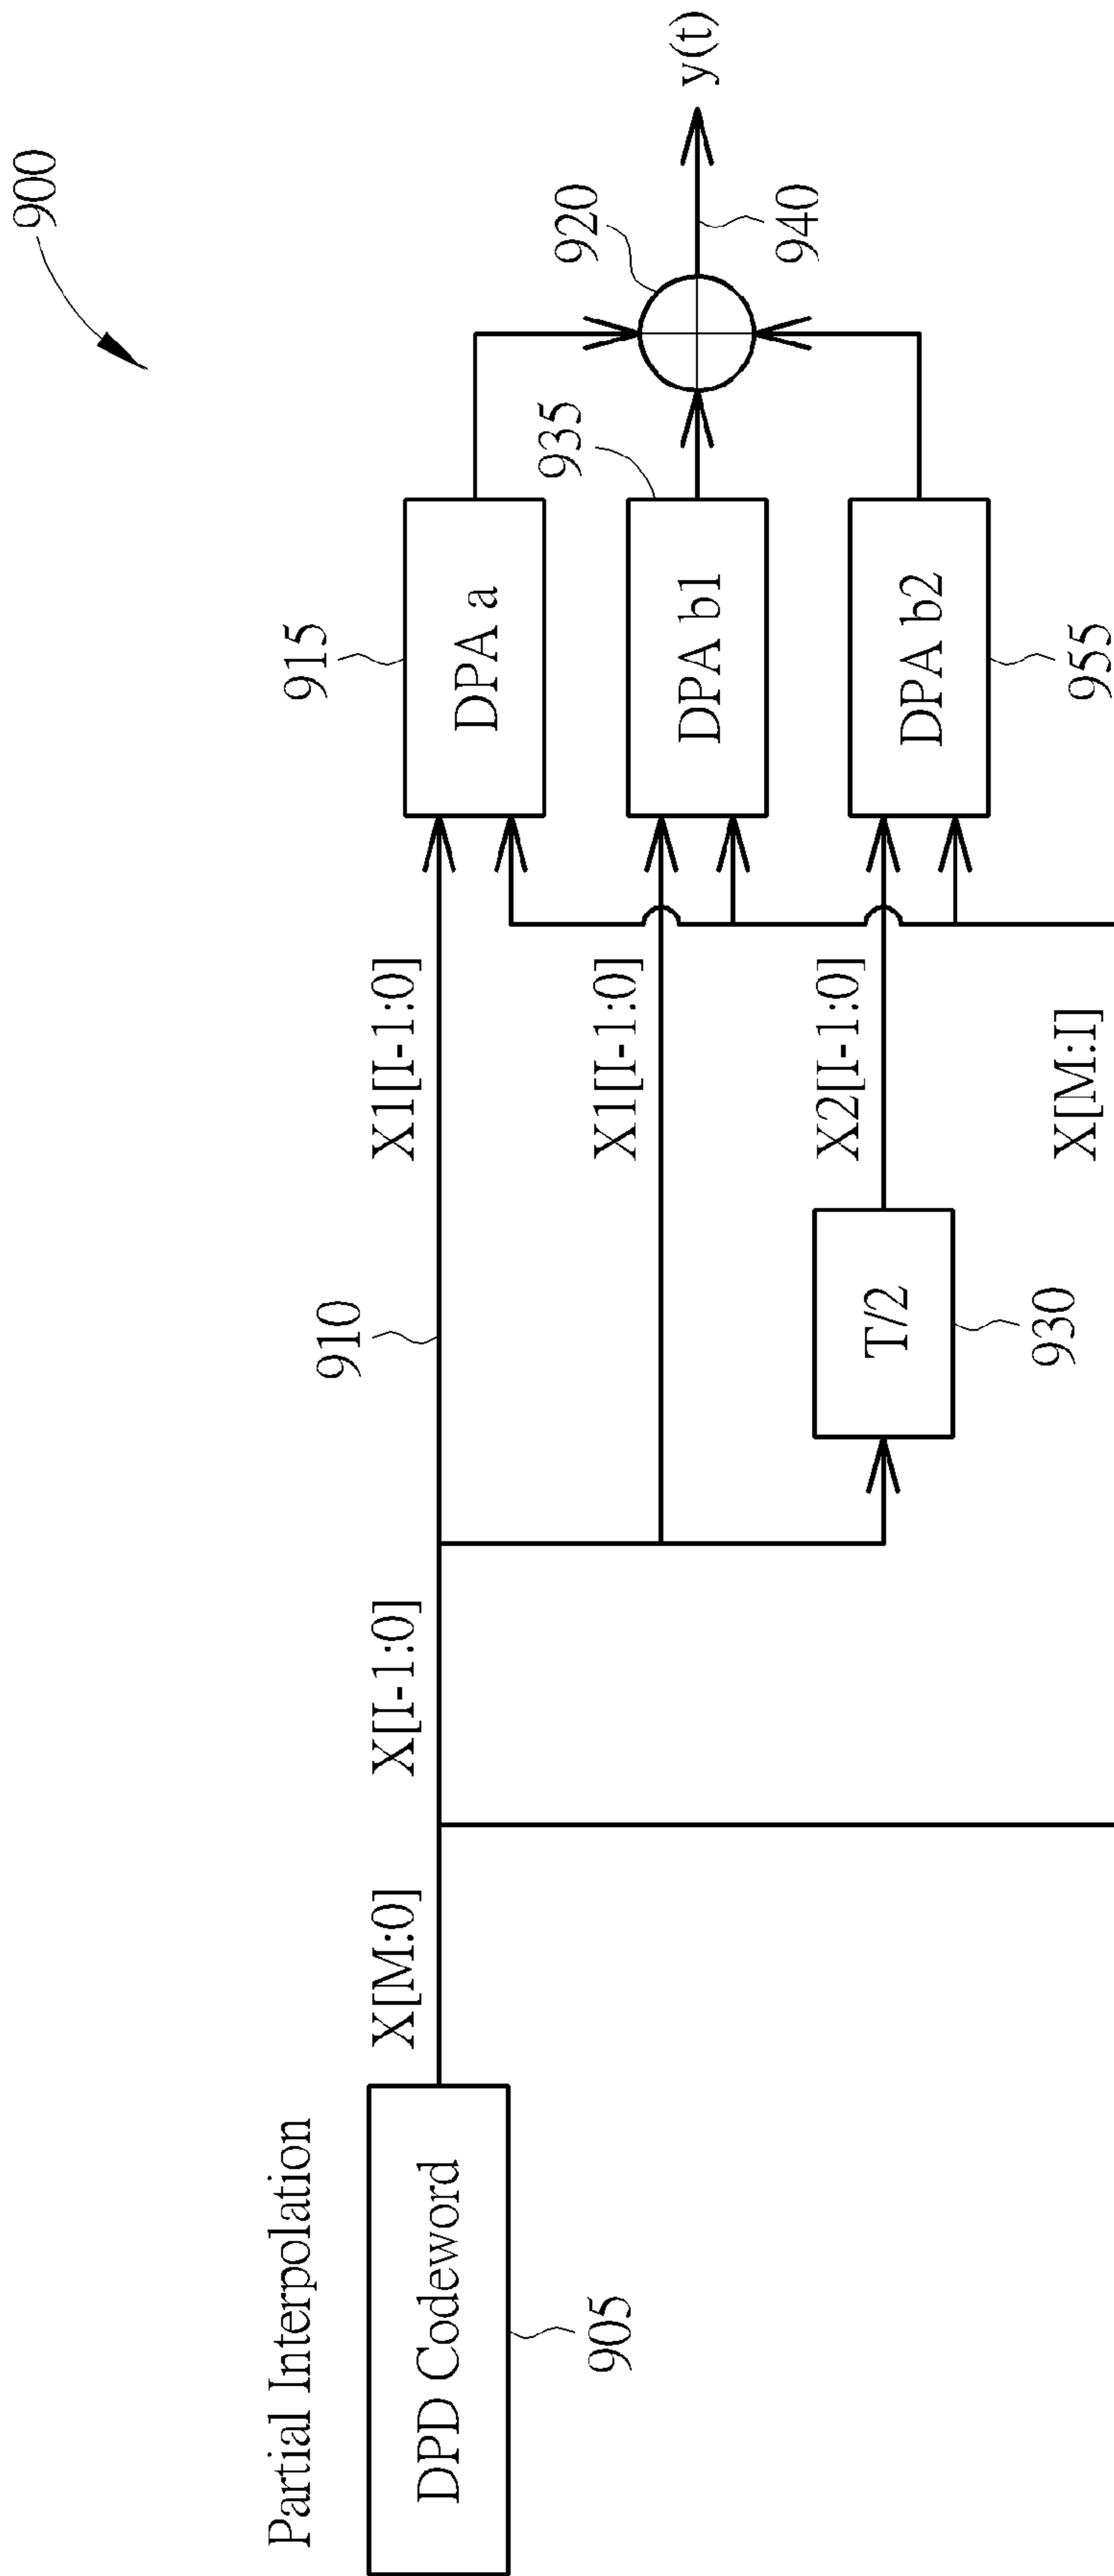 900
Partial Interpolation
DPD Codeword
905
X[M:0]
X[I-1:0]
910
X1[I-1:0]
915
DPA a
X1[I-1:0]
935
DPA b1
920
y(t)
940
T/2
930
X2[I-1:0]
DPA b2
955
X[M:I]